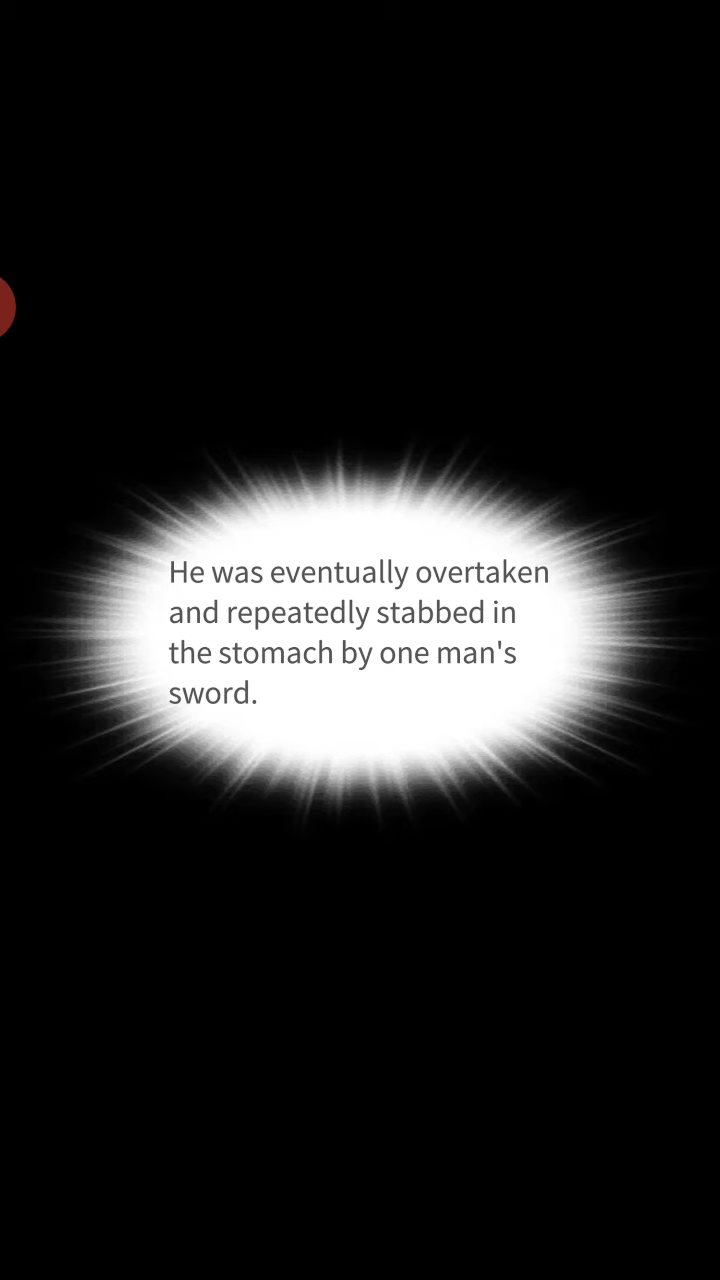 He was eventually overtaken
and repeatedly stabbed in
the stomach by one man's
sword.